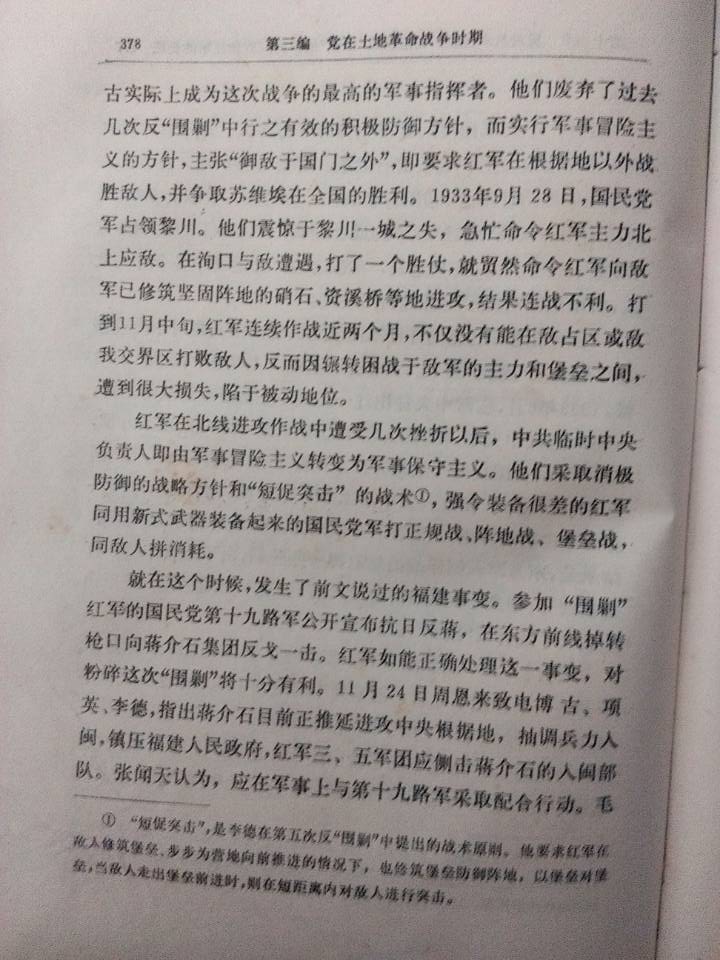 378 第三编 党在土地革命战争时期
古实际上成为这次战争的最高的军事指挥者。他们废弃了过去
几次反“围剿”中行之有效的积极防御方针，而实行军事冒险主
义的方针，主张“御敌于国门之外”，即要求红军在根据地以外战
胜敌人，并争取苏维埃在全国的胜利。1933年9月28日，国民党
军占领黎川。他们震惊于黎川一城之失，急忙命令红军主力北
上应敌。在洵口与敌遭遇，打了一个胜仗，就贸然命令红军向敌
军已修筑坚固阵地的硝石、资溪桥等地进攻，结果连战不利。打
到11月中旬，红军连续作战近两个月，不仅没有能在敌占区或敌
我交界区打败敌人，反而因辗转困战于敌军的主力和堡垒之间，
遭到很大损失，陷于被动地位。
红军在北线进攻作战中遭受几次挫折以后，中共临时中央
负责人即由军事冒险主义转变为军事保守主义。他们采取消极
防御的战略方针和“短促突击”的战术①，强令装备很差的红军
同用新式武器装备起来的国民党军打正规战、阵地战、堡垒战，
同敌人拼消耗。
就在这个时候，发生了前文说过的福建事变。参加“围剿”
红军的国民党第十九路军公开宣布抗日反蒋，在东方前线掉转
枪口向蒋介石集团反戈一击。红军如能正确处理这一事变，对
粉碎这次“围剿”将十分有利。11月24日周恩来致电博古、项
英、李德，指出蒋介石目前正推延进攻中央根据地，抽调兵力入
闽，镇压福建人民政府，红军三、五军团应侧击蒋介石的入闽部
队。张闻天认为，应在军事上与第十九路军采取配合行动。毛
① “短促突击”，是李德在第五次反“围剿”中提出的战术原则。他要求红军在
敌人修筑堡垒、步步为营地向前推进的情况下，也修筑堡垒防御阵地，以堡垒对堡
垒，当敌人走出堡垒前进时，则在短距离内对敌人进行突击。